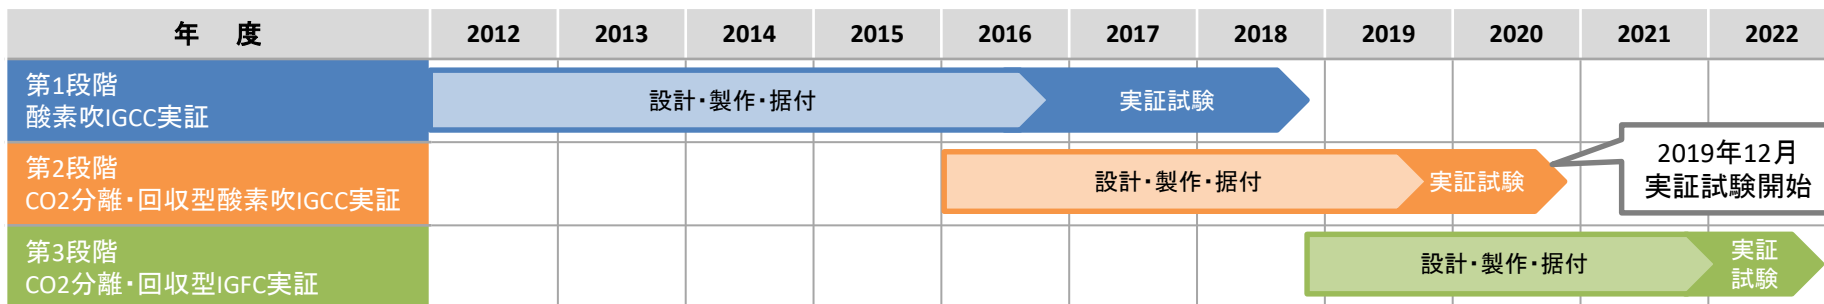 年　度 2012 2013 2014 2015 2016 2017 2018 2019 2020 2021 2022
第1段階
酸素吹IGCC実証
設計・製作・据付 実証試験
第2段階
CO2分離・回収型酸素吹IGCC実証
設計・製作・据付 実証試験
2019年12月
実証試験開始
第3段階
CO2分離・回収型IGFC実証
設計・製作・据付
実証
試験